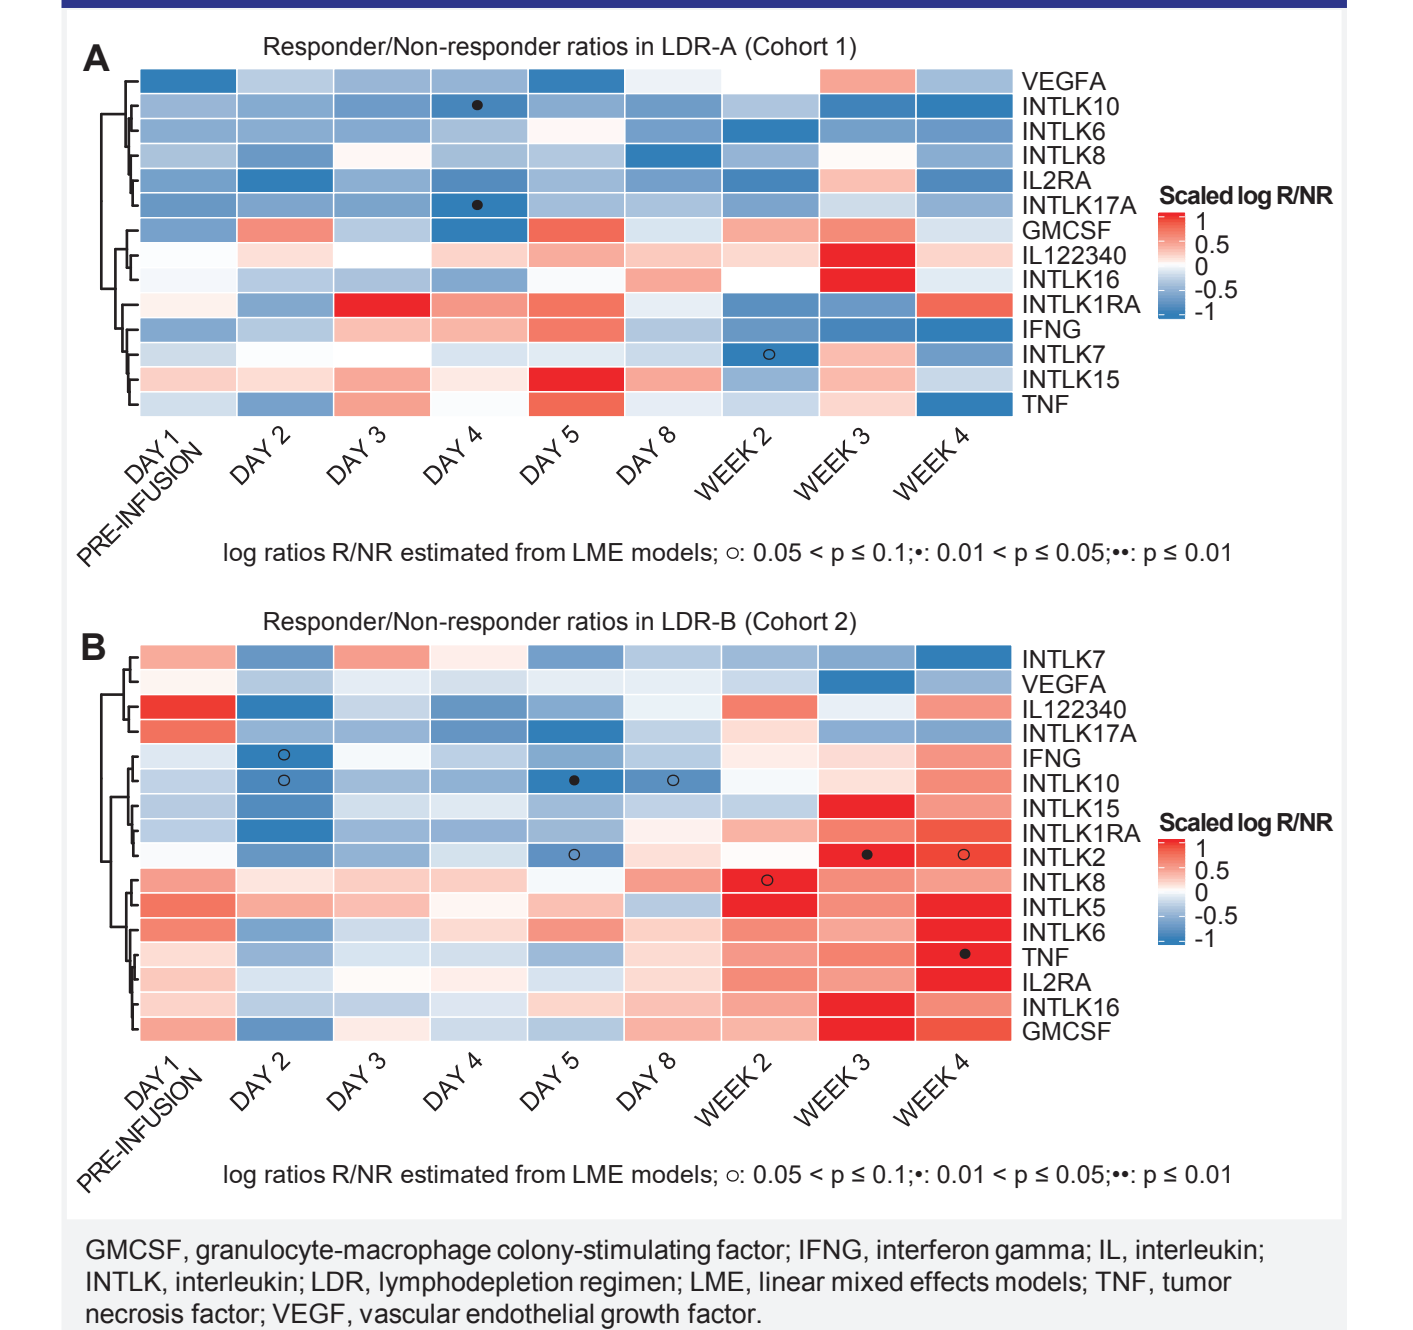 A
Responder/Non-responder ratios in LDR-A (Cohort 1)
VEGFA
INTLK10
INTLK6
INTLK8
IL2RA
INTLK17A
GMCSF
IL122340
INTLK16
INTLK1RA
IFNG
INTLK7
INTLK15
TNF
Scaled log R/NR
1
0.5
0
-0.5
-1
DAY 1
PRE-INFUSION
DAY 2
DAY 3
DAY 4
DAY 5
DAY 8
WEEK 2
WEEK 3
WEEK 4
log ratios R/NR estimated from LME models; ○: 0.05 < p ≤ 0.1;•: 0.01 < p ≤ 0.05;••: p ≤ 0.01
B
Responder/Non-responder ratios in LDR-B (Cohort 2)
INTLK7
VEGFA
IL122340
INTLK17A
IFNG
INTLK10
INTLK15
INTLK1RA
INTLK2
INTLK8
INTLK5
INTLK6
TNF
IL2RA
INTLK16
GMCSF
Scaled log R/NR
1
0.5
0
-0.5
-1
DAY 1
PRE-INFUSION
DAY 2
DAY 3
DAY 4
DAY 5
DAY 8
WEEK 2
WEEK 3
WEEK 4
log ratios R/NR estimated from LME models; ○: 0.05 < p ≤ 0.1;•: 0.01 < p ≤ 0.05;••: p ≤ 0.01
GMCSF, granulocyte-macrophage colony-stimulating factor; IFNG, interferon gamma; IL, interleukin;
INTLK, interleukin; LDR, lymphodepletion regimen; LME, linear mixed effects models; TNF, tumor
necrosis factor; VEGF, vascular endothelial growth factor.